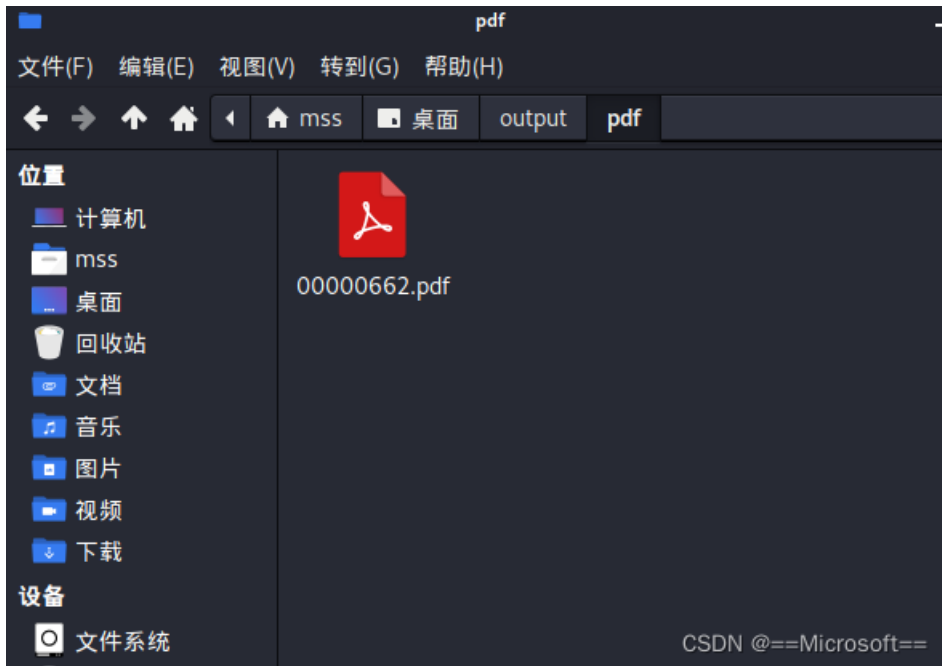 pdf
文件(F) 编辑(E) 视图(V) 转到(G) 帮助(H)
mss 桌面 output pdf
位置
计算机
mss
桌面
回收站
文档
音乐
图片
视频
下载
设备
文件系统
00000662.pdf
CSDN @==Microsoft==